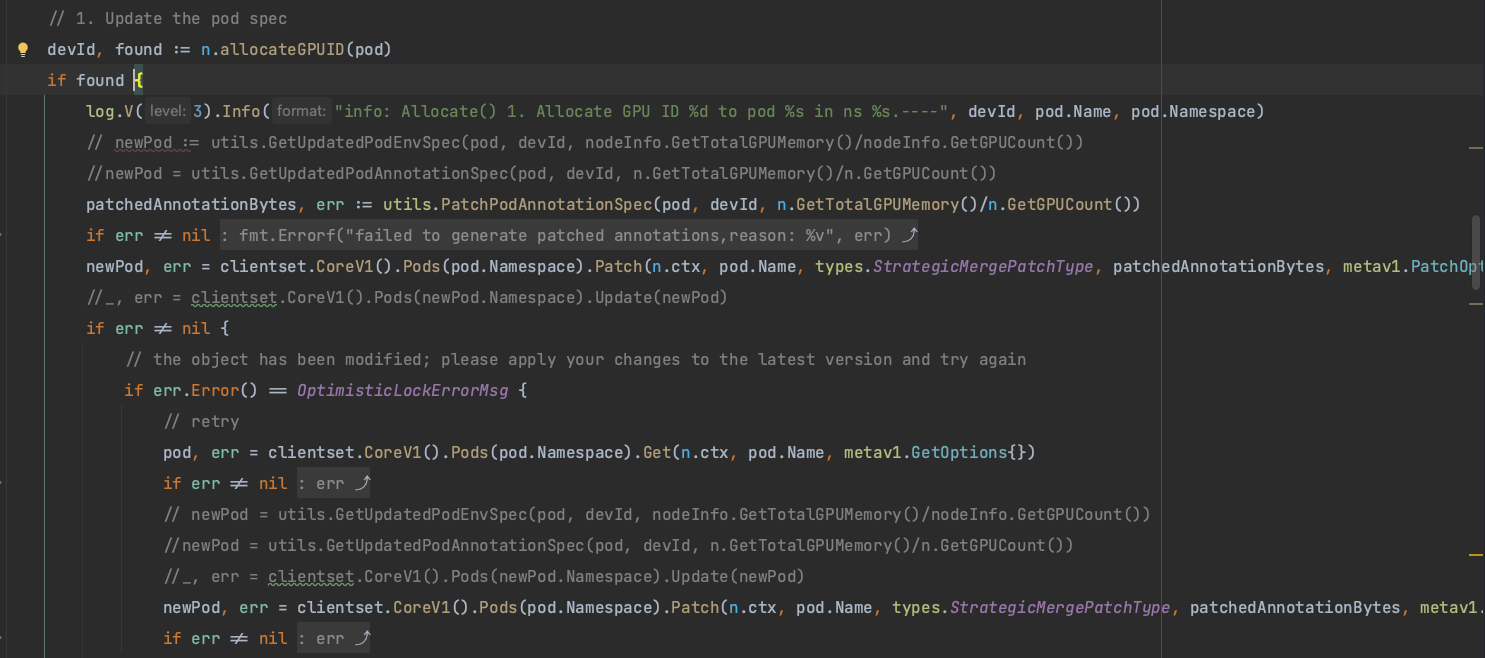 // 1. Update the pod spec
devId, found := n.allocateGPUID(pod)
if found {
log.V( level: 3).Info( format: "info: Allocate() 1. Allocate GPU ID %d to pod %s in ns %s.----", devId, pod.Name, pod.Namespace)
// newPod := utils.GetUpdatedPodEnvSpec(pod, devId, nodeInfo.GetTotalGPUMemory()/nodeInfo.GetGPUCount())
//newPod = utils.GetUpdatedPodAnnotationSpec(pod, devId, n.GetTotalGPUMemory()/n.GetGPUCount())
patchedAnnotationBytes, err := utils.PatchPodAnnotationSpec(pod, devId, n.GetTotalGPUMemory()/n.GetGPUCount())
if err != nil : fmt.Errorf("failed to generate patched annotations,reason: %v", err) ⤴
newPod, err = clientset.CoreV1().Pods(pod.Namespace).Patch(n.ctx, pod.Name, types.StrategicMergePatchType, patchedAnnotationBytes, metav1.PatchOpt
//_, err = clientset.CoreV1().Pods(newPod.Namespace).Update(newPod)
if err != nil {
// the object has been modified; please apply your changes to the latest version and try again
if err.Error() == OptimisticLockErrorMsg {
// retry
pod, err = clientset.CoreV1().Pods(pod.Namespace).Get(n.ctx, pod.Name, metav1.GetOptions{})
if err != nil : err ⤴
// newPod = utils.GetUpdatedPodEnvSpec(pod, devId, nodeInfo.GetTotalGPUMemory()/nodeInfo.GetGPUCount())
//newPod = utils.GetUpdatedPodAnnotationSpec(pod, devId, n.GetTotalGPUMemory()/n.GetGPUCount())
//_, err = clientset.CoreV1().Pods(newPod.Namespace).Update(newPod)
newPod, err = clientset.CoreV1().Pods(pod.Namespace).Patch(n.ctx, pod.Name, types.StrategicMergePatchType, patchedAnnotationBytes, metav1.
if err != nil : err ⤴